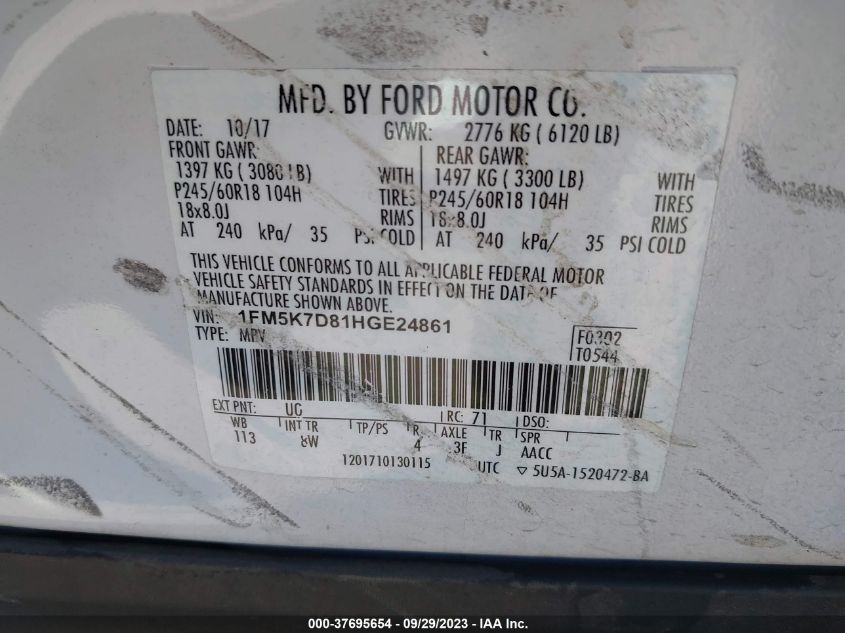 MFD. BY FORD MOTOR CO.
DATE: 10/17 GVWR: 2776 KG ( 6120 LB)
FRONT GAWR: REAR GAWR:
1397 KG ( 3080 LB) WITH 1497 KG ( 3300 LB) WITH
P245/60R18 104H TIRES P245/60R18 104H TIRES
18x8.0J RIMS 18x8.0J RIMS
AT 240 kPa/ 35 PSI COLD AT 240 kPa/ 35 PSI COLD
THIS VEHICLE CONFORMS TO ALL APPLICABLE FEDERAL MOTOR
VEHICLE SAFETY STANDARDS IN EFFECT ON THE DATE OF
MANUFACTURE SHOWN ABOVE.
VIN: 1FM5K7D81HGE24861
TYPE: MPV
F0302
T0544
EXT PNT: UG RC: 71 DSO:
WB INT TR TP/PS R AXLE TR SPR
113 8W 4 3F J AACC
1201710130115 UTC ▽ 5U5A-1520472-BA
000-37695654 / 09/29/2023 - IAA Inc.